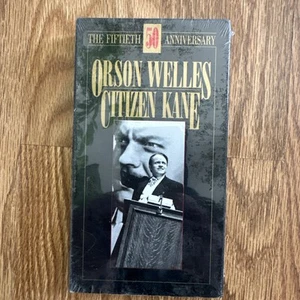 THE FIFTIETH 50 ANNIVERSARY
ORSON WELLES
CITIZEN KANE